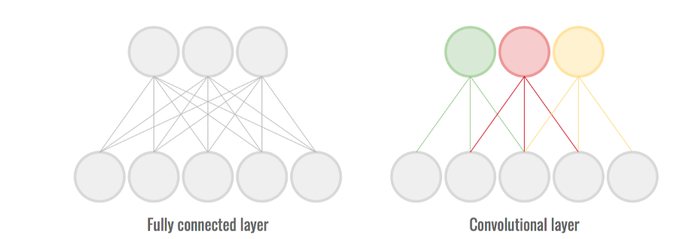 Fully connected layer
Convolutional layer